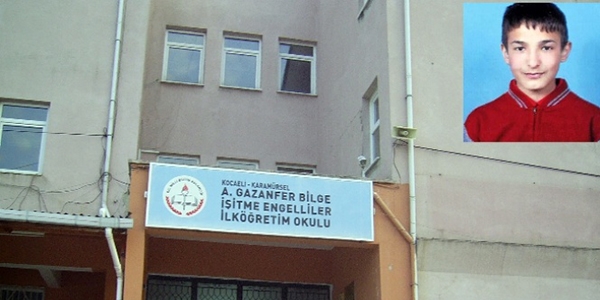 KOCAELİ - KARAMÜRSEL
A. GAZANFER BİLGE
İŞİTME ENGELLİLER
İLKÖĞRETİM OKULU